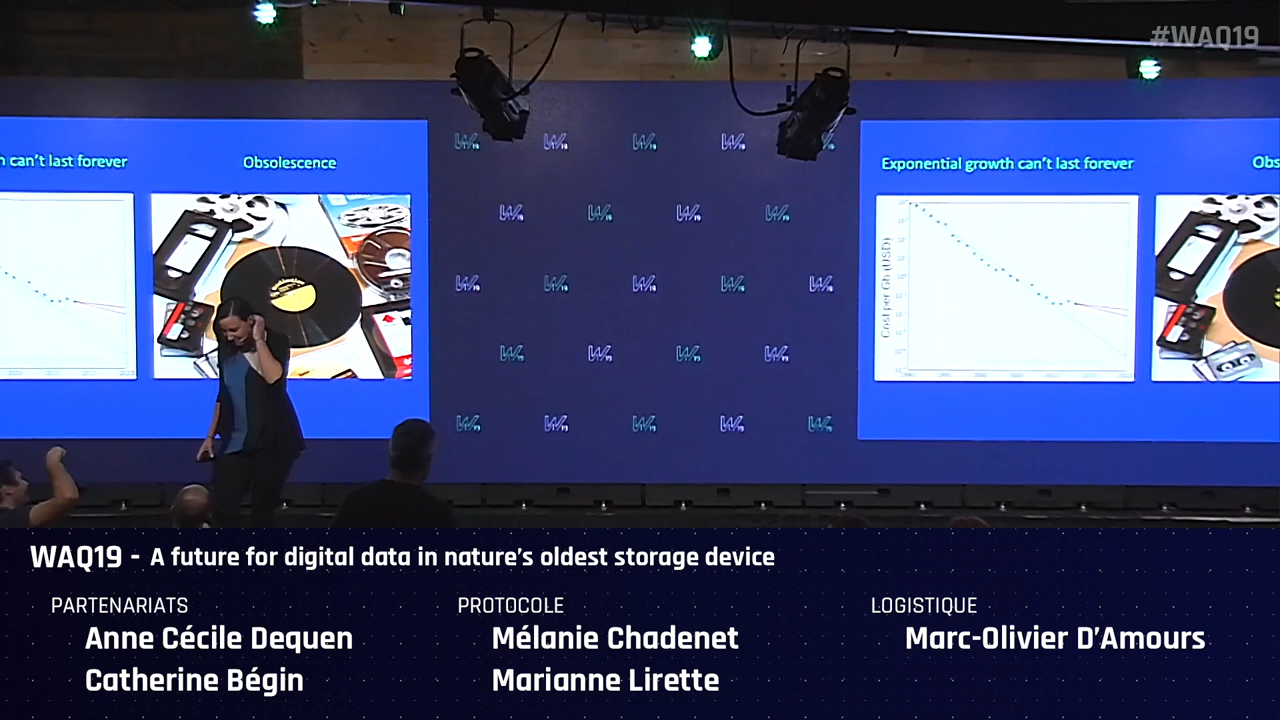 #WAQ19
h can't last forever
Obsolescence
Exponential growth can't last forever
Obs
Cost per Gb (USD)
WAQ19 - A future for digital data in nature's oldest storage device
PARTENARIATS
Anne Cécile Dequen
Catherine Bégin
PROTOCOLE
Mélanie Chadenet
Marianne Lirette
LOGISTIQUE
Marc-Olivier D'Amours